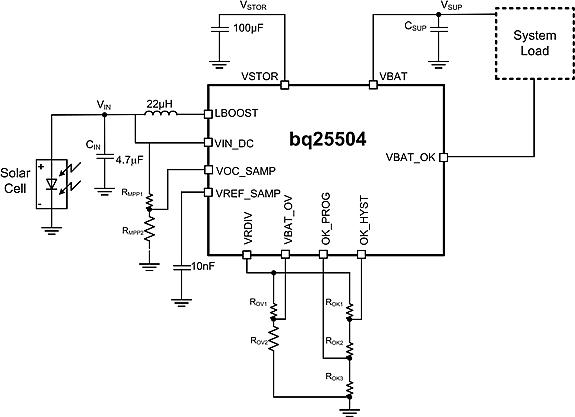 VSTOR
VSUP
100µF
CSUP
System
Load
VSTOR
VBAT
VIN
22µH
LBOOST
bq25504
VIN_DC
CIN
4.7µF
VBAT_OK
Solar
Cell
+
-
VOC_SAMP
RMPP1
VREF_SAMP
RMPP2
VRDIV
VBAT_OV
OK_PROG
OK_HYST
10nF
ROV1
ROK1
ROV2
ROK2
ROK3